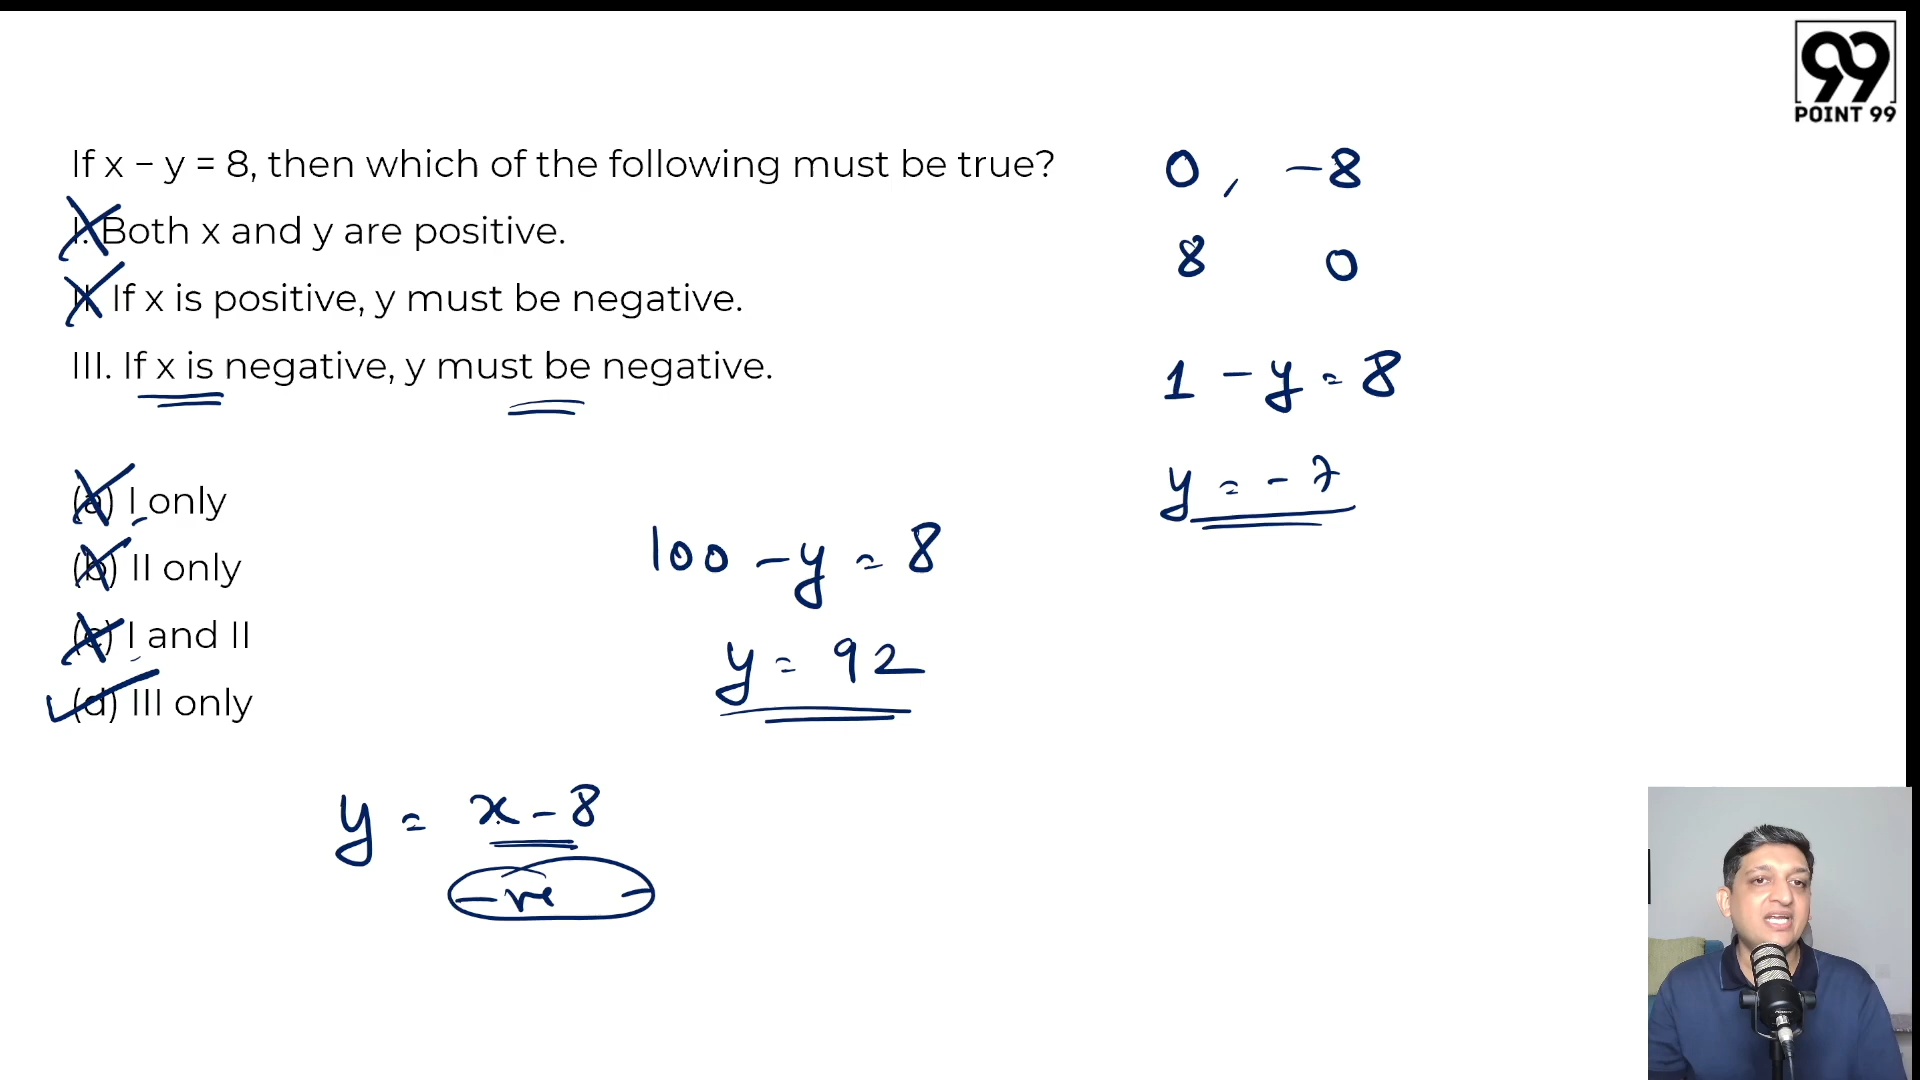 99
POINT 99
If x − y = 8, then which of the following must be true?
I. Both x and y are positive.
II. If x is positive, y must be negative.
III. If x is negative, y must be negative.
(a) I only
(b) II only
(c) I and II
(d) III only
0, -8
8 0
1 - y = 8
y = - 7
100 - y = 8
y = 92
y = x - 8
-ve -